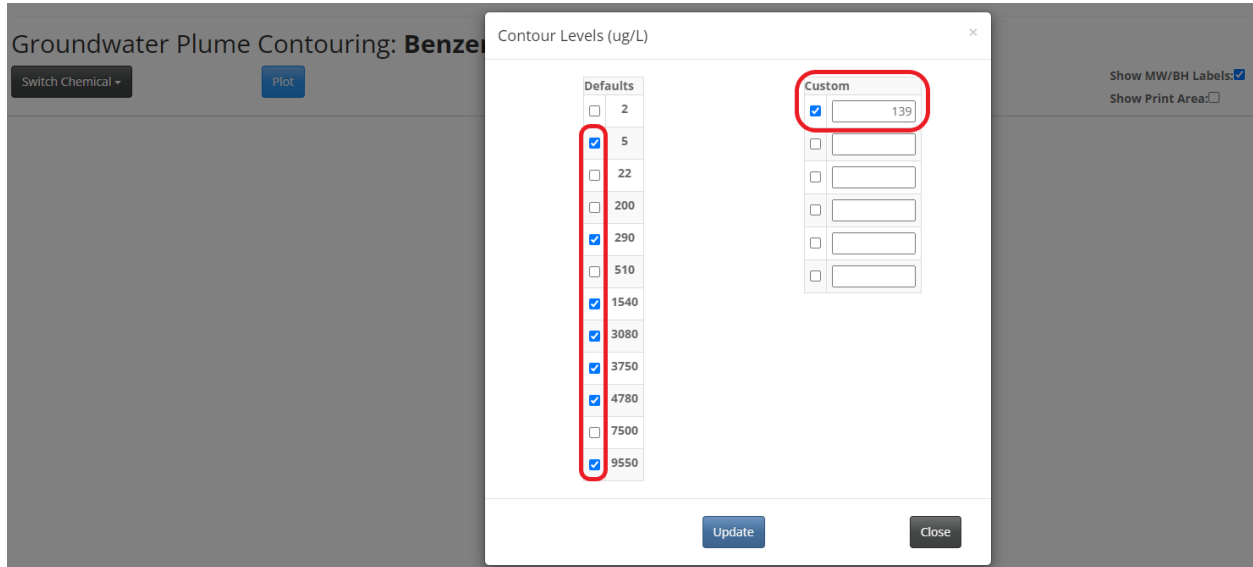 Contour Levels (ug/L) ×
Groundwater Plume Contouring: Benzer
Switch Chemical
Plot
Show MW/BH Labels:
Show Print Area:
Defaults
2
5
22
200
290
510
1540
3080
3750
4780
7500
9550
Custom
139
Update
Close